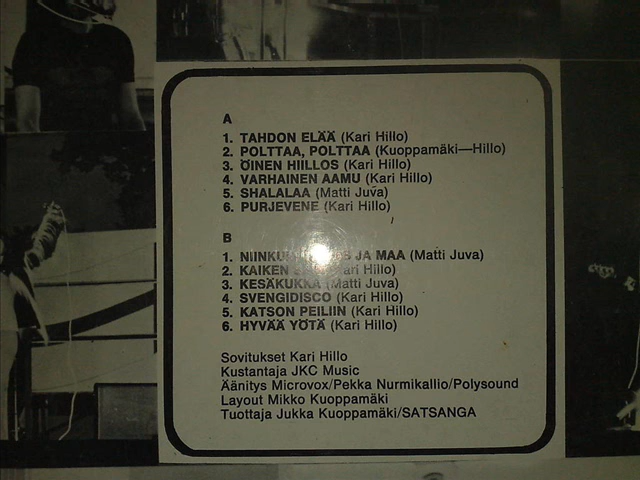 A
1. TAHDON ELÄÄ (Kari Hillo)
2. POLTTAA, POLTTAA (Kuoppamäki—Hillo)
3. ÖINEN HIILLOS (Kari Hillo)
4. VARHAINEN AAMU (Kari Hillo)
5. SHALALAA (Matti Juva)
6. PURJEVENE (Kari Hillo)
B
1. JA MAA (Matti Juva)
2. KAIKEN Hillo)
3. KESÄKUKKA (Matti Juva)
4. SVENGIDISCO (Kari Hillo)
5. KATSON PEILIIN (Kari Hillo)
6. HYVÄÄ YÖTÄ (Kari Hillo)
Sovitukset Kari Hillo
Kustantaja JKC Music
Äänitys Microvox/Pekka Nurmikallio/Polysound
Layout Mikko Kuoppamäki
Tuottaja Jukka Kuoppamäki/SATSANGA